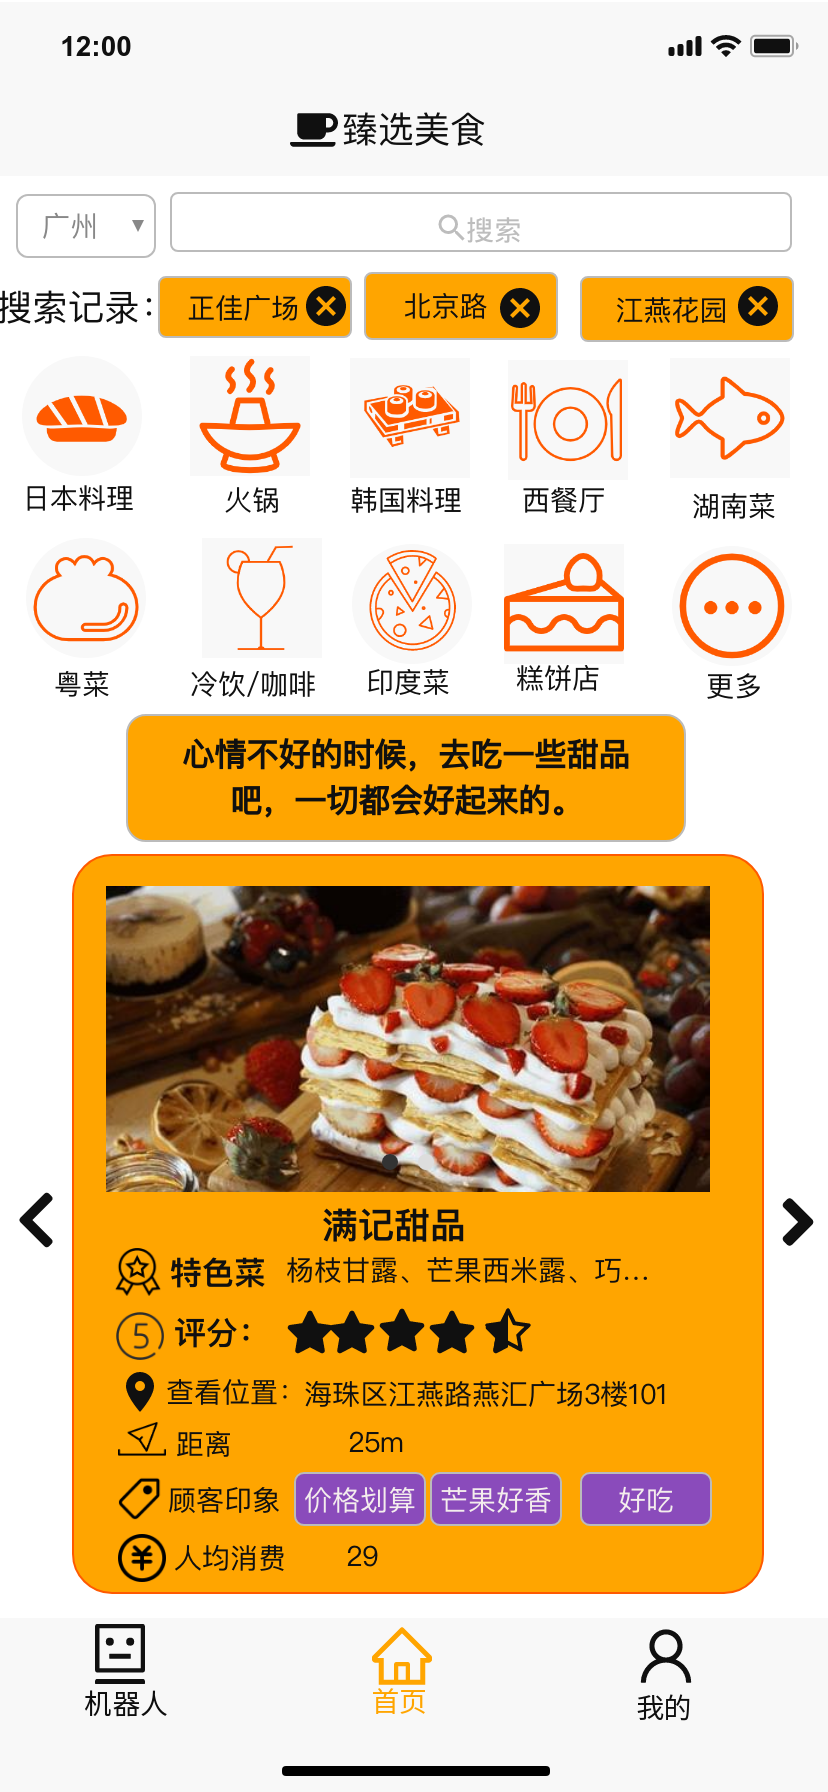 12:00
臻选美食
广州 ▼ 搜索
搜索记录： 正佳广场 北京路 江燕花园
日本料理 火锅 韩国料理 西餐厅 湖南菜
粤菜 冷饮/咖啡 印度菜 糕饼店 更多
心情不好的时候，去吃一些甜品
吧，一切都会好起来的。
满记甜品
特色菜 杨枝甘露、芒果西米露、巧...
5 评分：
查看位置：海珠区江燕路燕汇广场3楼101
距离 25m
顾客印象 价格划算 芒果好香 好吃
¥ 人均消费 29
机器人 首页 我的